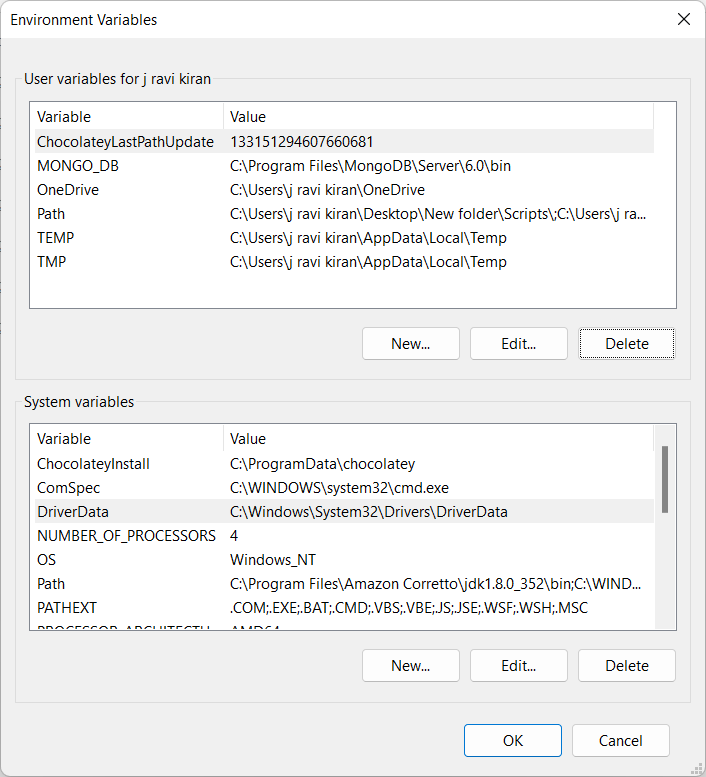 Environment Variables
User variables for j ravi kiran
Variable Value
ChocolateyLastPathUpdate 133151294607660681
MONGO_DB C:\Program Files\MongoDB\Server\6.0\bin
OneDrive C:\Users\j ravi kiran\OneDrive
Path C:\Users\j ravi kiran\Desktop\New folder\Scripts\;C:\Users\j ra...
TEMP C:\Users\j ravi kiran\AppData\Local\Temp
TMP C:\Users\j ravi kiran\AppData\Local\Temp
New... Edit... Delete
System variables
Variable Value
ChocolateyInstall C:\ProgramData\chocolatey
ComSpec C:\WINDOWS\system32\cmd.exe
DriverData C:\Windows\System32\Drivers\DriverData
NUMBER_OF_PROCESSORS 4
OS Windows_NT
Path C:\Program Files\Amazon Corretto\jdk1.8.0_352\bin;C:\WIND...
PATHEXT .COM;.EXE;.BAT;.CMD;.VBS;.VBE;.JS;.JSE;.WSF;.WSH;.MSC
PROCESSOR_ARCHITECTU... AMD64
New... Edit... Delete
OK Cancel